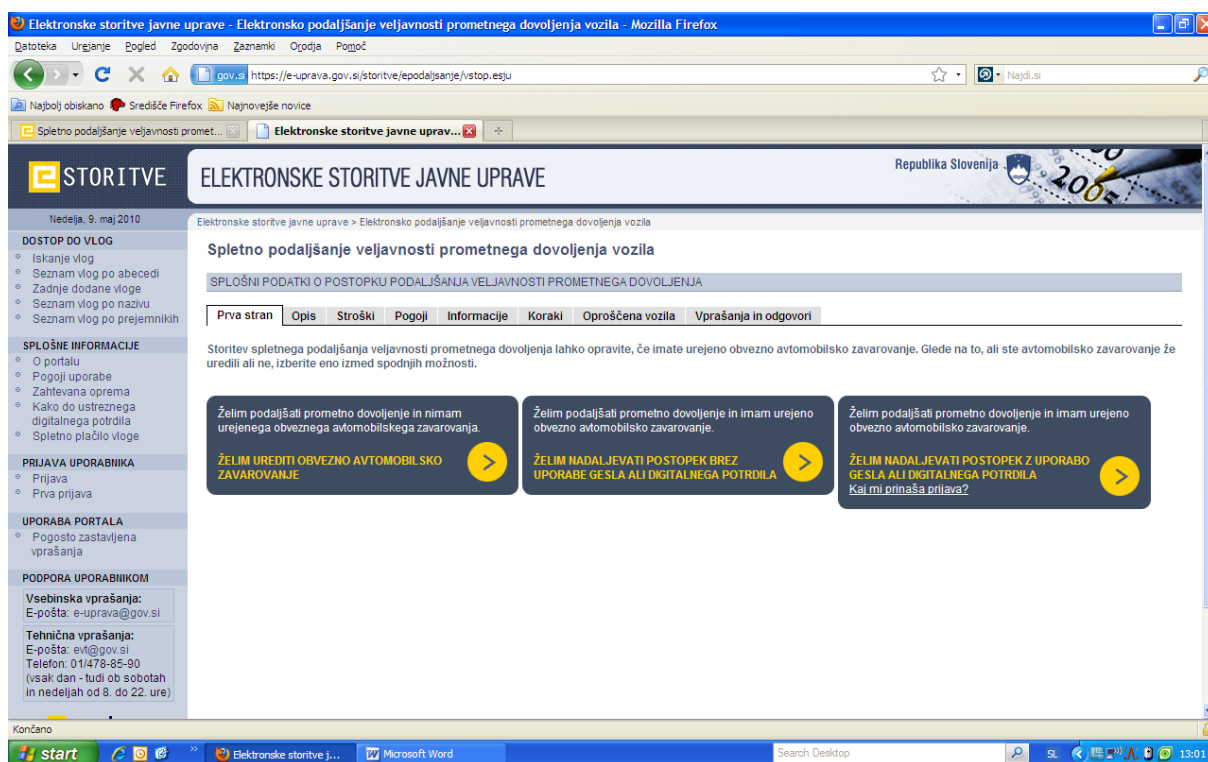 Elektronske storitve javne uprave - Elektronsko podaljšanje veljavnosti prometnega dovoljenja vozila - Mozilla Firefox
Datoteka Urejanje Pogled Zgodovina Zaznamki Orodja Pomoč
gov.si https://e-uprava.gov.si/storitve/epodaljsanje/vstop.esju
Najdi.si
Najbolj obiskano Središče Firefox Najnovejše novice
Spletno podaljšanje veljavnosti promet...
Elektronske storitve javne uprav...
STORITVE
ELEKTRONSKE STORITVE JAVNE UPRAVE
Republika Slovenija
2005
Nedelja, 9. maj 2010
Elektronske storitve javne uprave > Elektronsko podaljšanje veljavnosti prometnega dovoljenja vozila
DOSTOP DO VLOG
Iskanje vlog
Seznam vlog po abecedi
Zadnje dodane vloge
Seznam vlog po nazivu
Seznam vlog po prejemnikih
SPLOŠNE INFORMACIJE
O portalu
Pogoji uporabe
Zahtevana oprema
Kako do ustreznega
digitalnega potrdila
Spletno plačilo vloge
PRIJAVA UPORABNIKA
Prijava
Prva prijava
UPORABA PORTALA
Pogosto zastavljena
vprašanja
PODPORA UPORABNIKOM
Vsebinska vprašanja:
E-pošta: e-uprava@gov.si
Tehnična vprašanja:
E-pošta: evt@gov.si
Telefon: 01/478-85-90
(vsak dan - tudi ob sobotah
in nedeljah od 8. do 22. ure)
Spletno podaljšanje veljavnosti prometnega dovoljenja vozila
SPLOŠNI PODATKI O POSTOPKU PODALJŠANJA VELJAVNOSTI PROMETNEGA DOVOLJENJA
Prva stran Opis Stroški Pogoji Informacije Koraki Oproščena vozila Vprašanja in odgovori
Storitev spletnega podaljšanja veljavnosti prometnega dovoljenja lahko opravite, če imate urejeno obvezno avtomobilsko zavarovanje. Glede na to, ali ste avtomobilsko zavarovanje že
uredili ali ne, izberite eno izmed spodnjih možnosti.
Želim podaljšati prometno dovoljenje in nimam
urejenega obveznega avtomobilskega zavarovanja.
ŽELIM UREDITI OBVEZNO AVTOMOBILSKO
ZAVAROVANJE
Želim podaljšati prometno dovoljenje in imam urejeno
obvezno avtomobilsko zavarovanje.
ŽELIM NADALJEVATI POSTOPEK BREZ
UPORABE GESLA ALI DIGITALNEGA POTRDILA
Želim podaljšati prometno dovoljenje in imam urejeno
obvezno avtomobilsko zavarovanje.
ŽELIM NADALJEVATI POSTOPEK Z UPORABO
GESLA ALI DIGITALNEGA POTRDILA
Kaj mi prinaša prijava?
Končano
start
Elektronske storitve j...
Microsoft Word
Search Desktop
SL
13:01